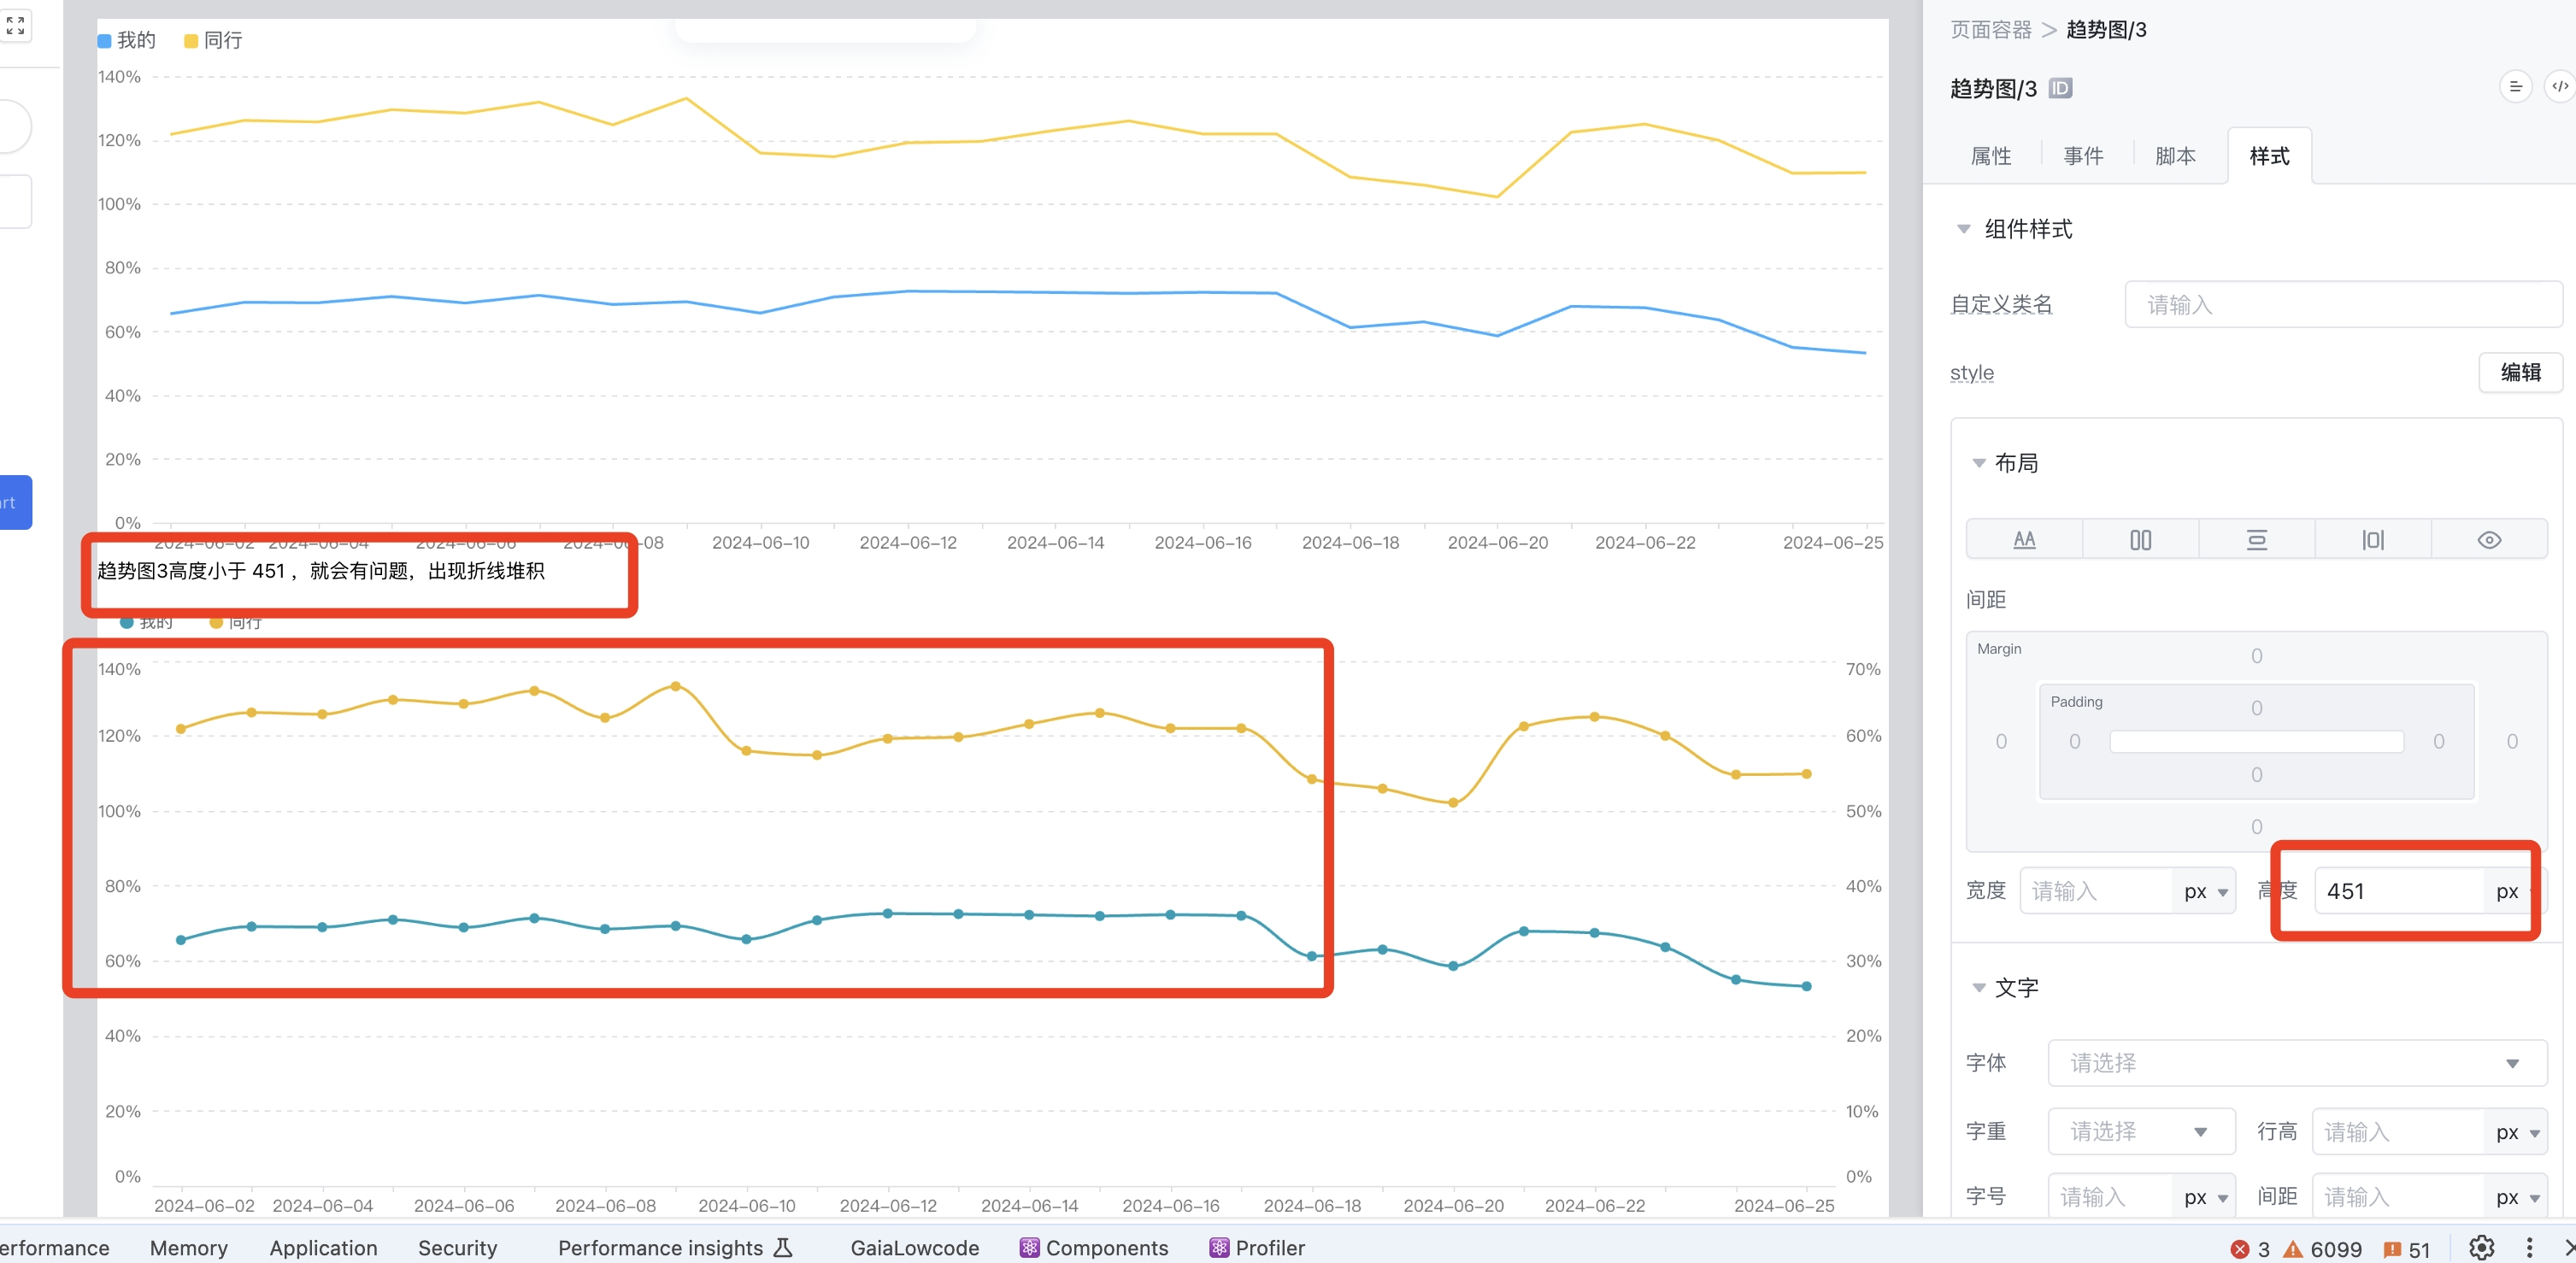 我的 同行
140%
120%
100%
80%
60%
40%
20%
0%
2024-06-02 2024-06-04 2024-06-06 2024-06-08 2024-06-10 2024-06-12 2024-06-14 2024-06-16 2024-06-18 2024-06-20 2024-06-22 2024-06-25
趋势图3高度小于 451 ，就会有问题，出现折线堆积
我的 同行
140% 70%
120% 60%
100% 50%
80% 40%
60% 30%
40% 20%
20% 10%
0% 0%
2024-06-02 2024-06-04 2024-06-06 2024-06-08 2024-06-10 2024-06-12 2024-06-14 2024-06-16 2024-06-18 2024-06-20 2024-06-22 2024-06-25
页面容器 > 趋势图/3
趋势图/3 ID
属性 事件 脚本 样式
组件样式
自定义类名 请输入
style 编辑
布局
间距
Margin 0
Padding 0
0 0 0 0
0
0
宽度 请输入 px 高度 451 px
文字
字体 请选择
字重 请选择 行高 请输入 px
字号 请输入 px 间距 请输入 px
art
erformance Memory Application Security Performance insights GaiaLowcode Components Profiler 3 6099 51